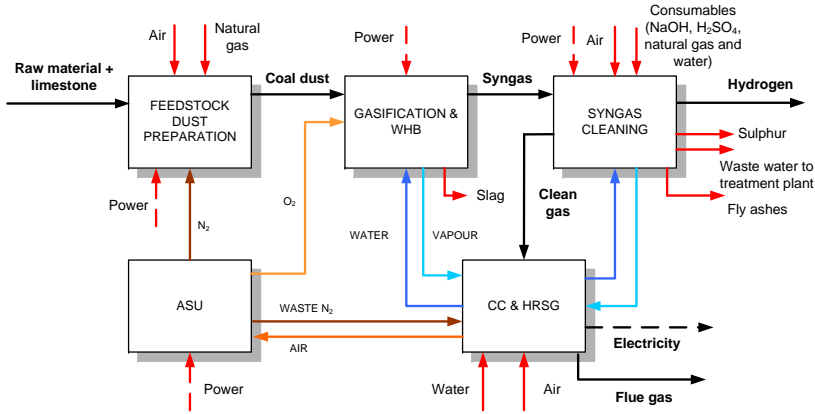 Air
Natural
gas
Power
Power
Air
Consumables
(NaOH, H₂SO₄,
natural gas and
water)
Raw material +
limestone
Coal dust
Syngas
Hydrogen
FEEDSTOCK
DUST
PREPARATION
GASIFICATION &
WHB
SYNGAS
CLEANING
Sulphur
Waste water to
treatment plant
Fly ashes
Power
N₂
O₂
Slag
Clean
gas
WATER
VAPOUR
ASU
CC & HRSG
WASTE N₂
AIR
Electricity
Power
Water
Air
Flue gas